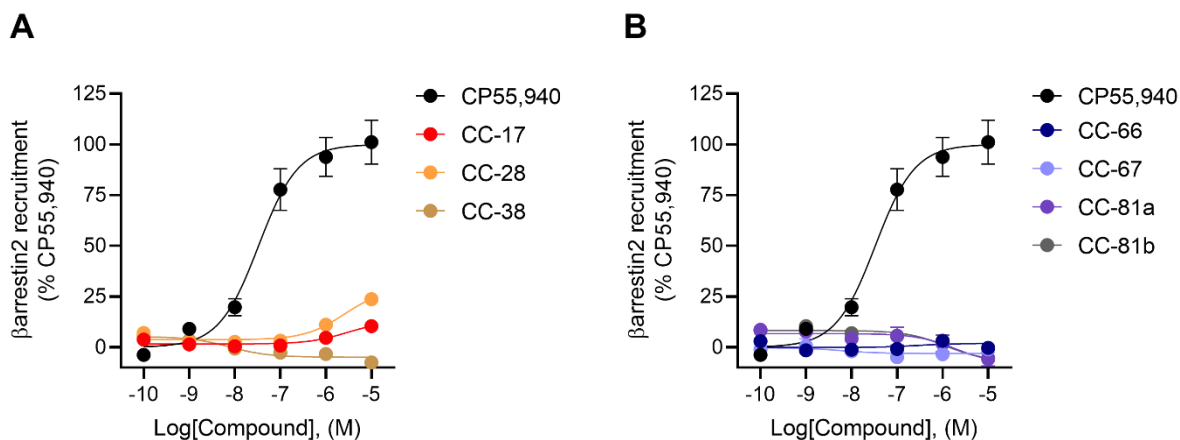 A
B
βarrestin2 recruitment
(% CP55,940)
125
100
75
50
25
0
-10 -9 -8 -7 -6 -5
Log[Compound], (M)
CP55,940
CC-17
CC-28
CC-38
βarrestin2 recruitment
(% CP55,940)
125
100
75
50
25
0
-10 -9 -8 -7 -6 -5
Log[Compound], (M)
CP55,940
CC-66
CC-67
CC-81a
CC-81b